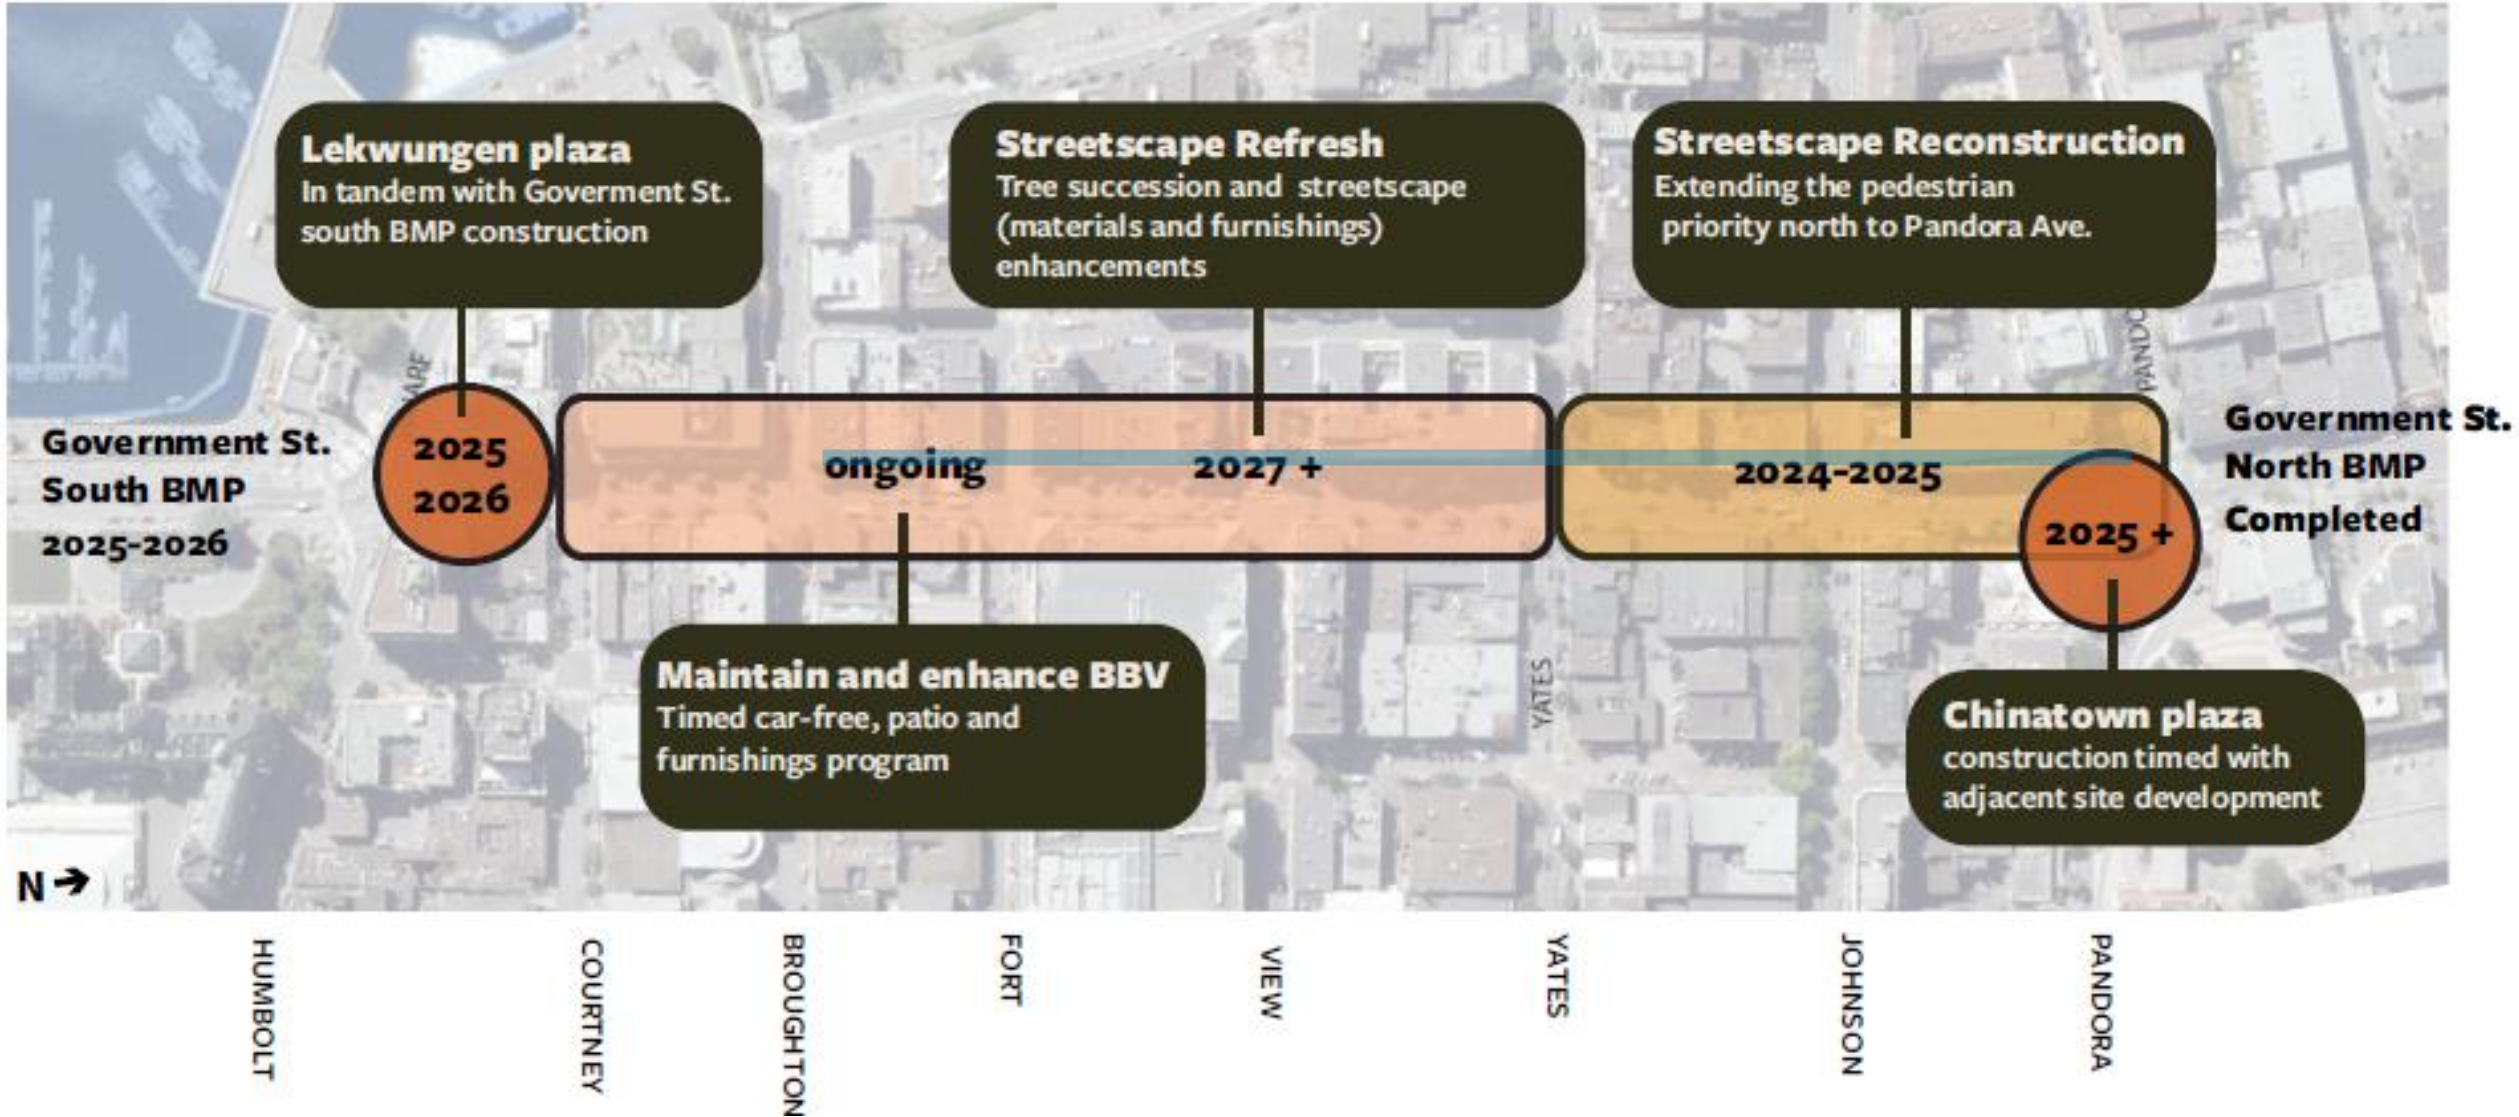 Lekwungen plaza
In tandem with Goverment St.
south BMP construction
Streetscape Refresh
Tree succession and streetscape
(materials and furnishings)
enhancements
Streetscape Reconstruction
Extending the pedestrian
priority north to Pandora Ave.
Government St.
South BMP
2025-2026
2025
2026
ongoing
2027 +
2024-2025
2025 +
Government St.
North BMP
Completed
Maintain and enhance BBV
Timed car-free, patio and
furnishings program
YATES
Chinatown plaza
construction timed with
adjacent site development
N
HUMBOLT
COURTNEY
BROUGHTON
FORT
VIEW
YATES
JOHNSON
PANDORA